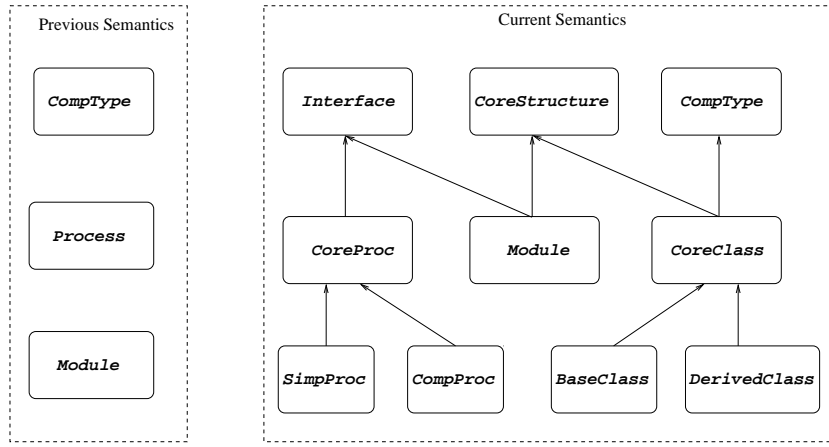 Previous Semantics
CompType
Process
Module
Current Semantics
Interface
CoreStructure
CompType
CoreProc
Module
CoreClass
SimpProc
CompProc
BaseClass
DerivedClass